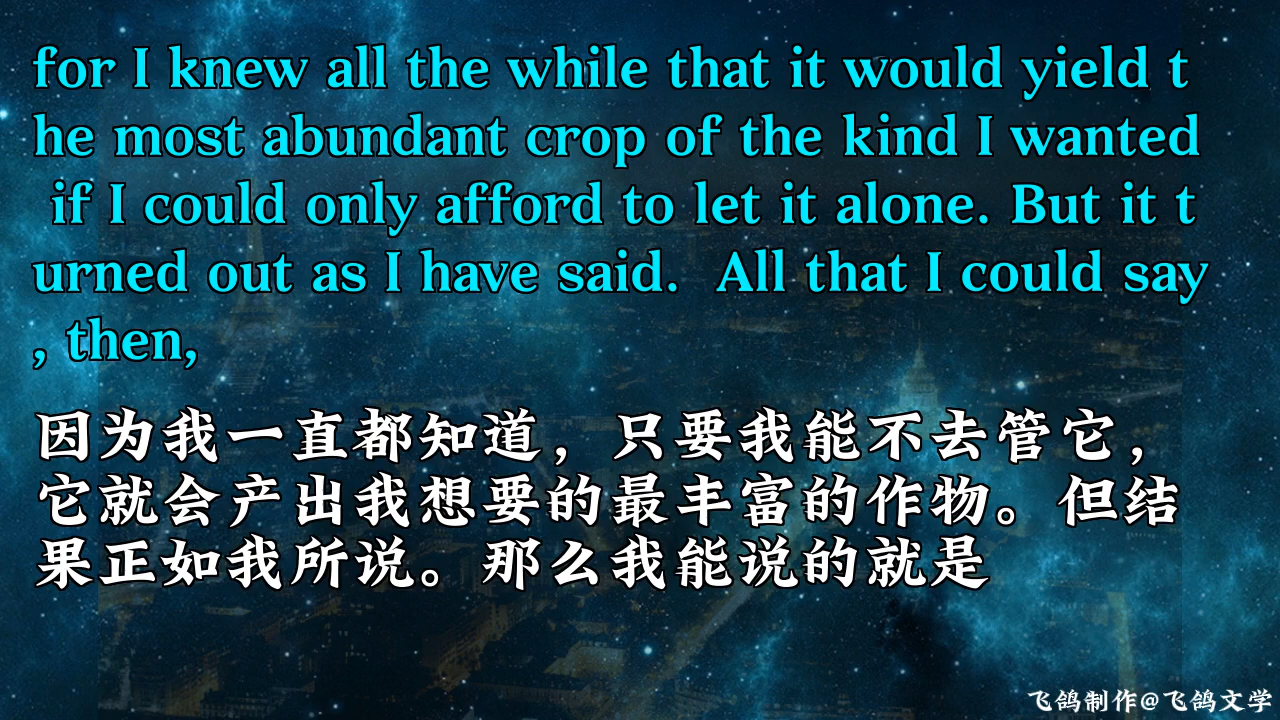 for I knew all the while that it would yield t
he most abundant crop of the kind I wanted
if I could only afford to let it alone. But it t
urned out as I have said.  All that I could say
, then,
因为我一直都知道，只要我能不去管它，
它就会产出我想要的最丰富的作物。但结
果正如我所说。那么我能说的就是
飞鸽制作@飞鸽文学